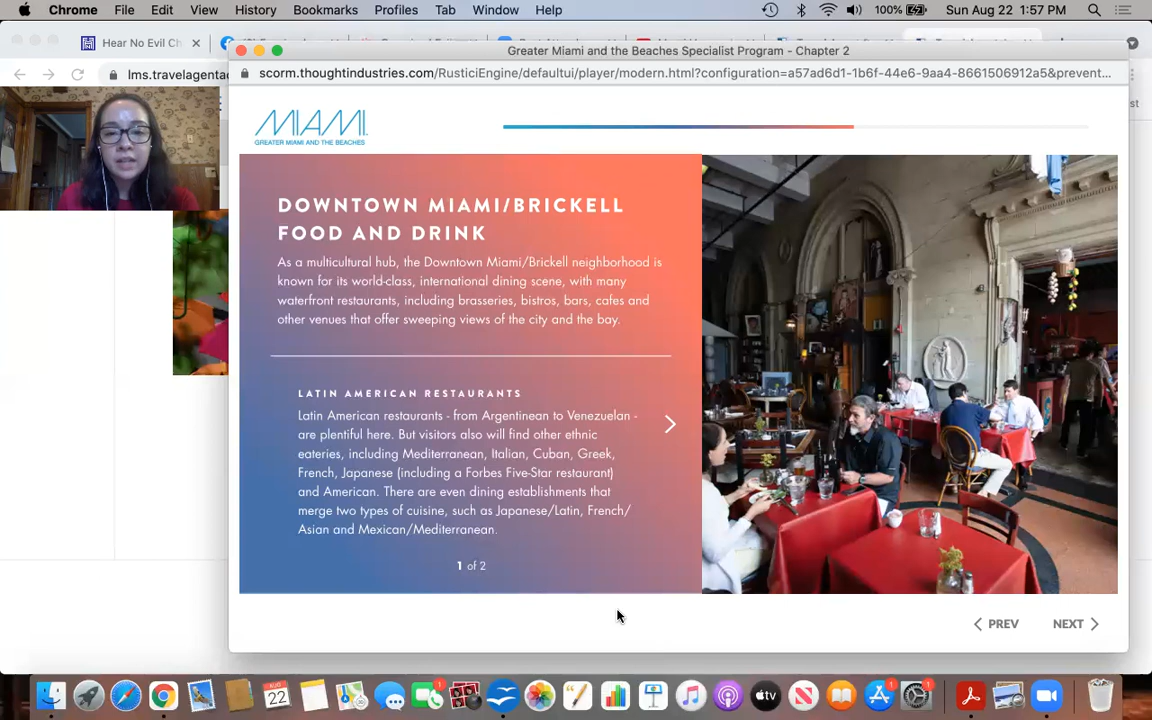 Chrome File Edit View History Bookmarks Profiles Tab Window Help 100% Sun Aug 22 1:57 PM
Hear No Evil Ch
Greater Miami and the Beaches Specialist Program - Chapter 2
lms.travelagentac
scorm.thoughtindustries.com/RusticiEngine/defaultui/player/modern.html?configuration=a57ad6d1-1b6f-44e6-9aa4-8661506912a5&prevent...
MIAMI
GREATER MIAMI AND THE BEACHES
DOWNTOWN MIAMI/BRICKELL
FOOD AND DRINK
As a multicultural hub, the Downtown Miami/Brickell neighborhood is
known for its world-class, international dining scene, with many
waterfront restaurants, including brasseries, bistros, bars, cafes and
other venues that offer sweeping views of the city and the bay.
LATIN AMERICAN RESTAURANTS
Latin American restaurants - from Argentinean to Venezuelan -
are plentiful here. But visitors also will find other ethnic
eateries, including Mediterranean, Italian, Cuban, Greek,
French, Japanese (including a Forbes Five-Star restaurant)
and American. There are even dining establishments that
merge two types of cuisine, such as Japanese/Latin, French/
Asian and Mexican/Mediterranean.
1 of 2
PREV NEXT
AUG
22
1
tv
1
1